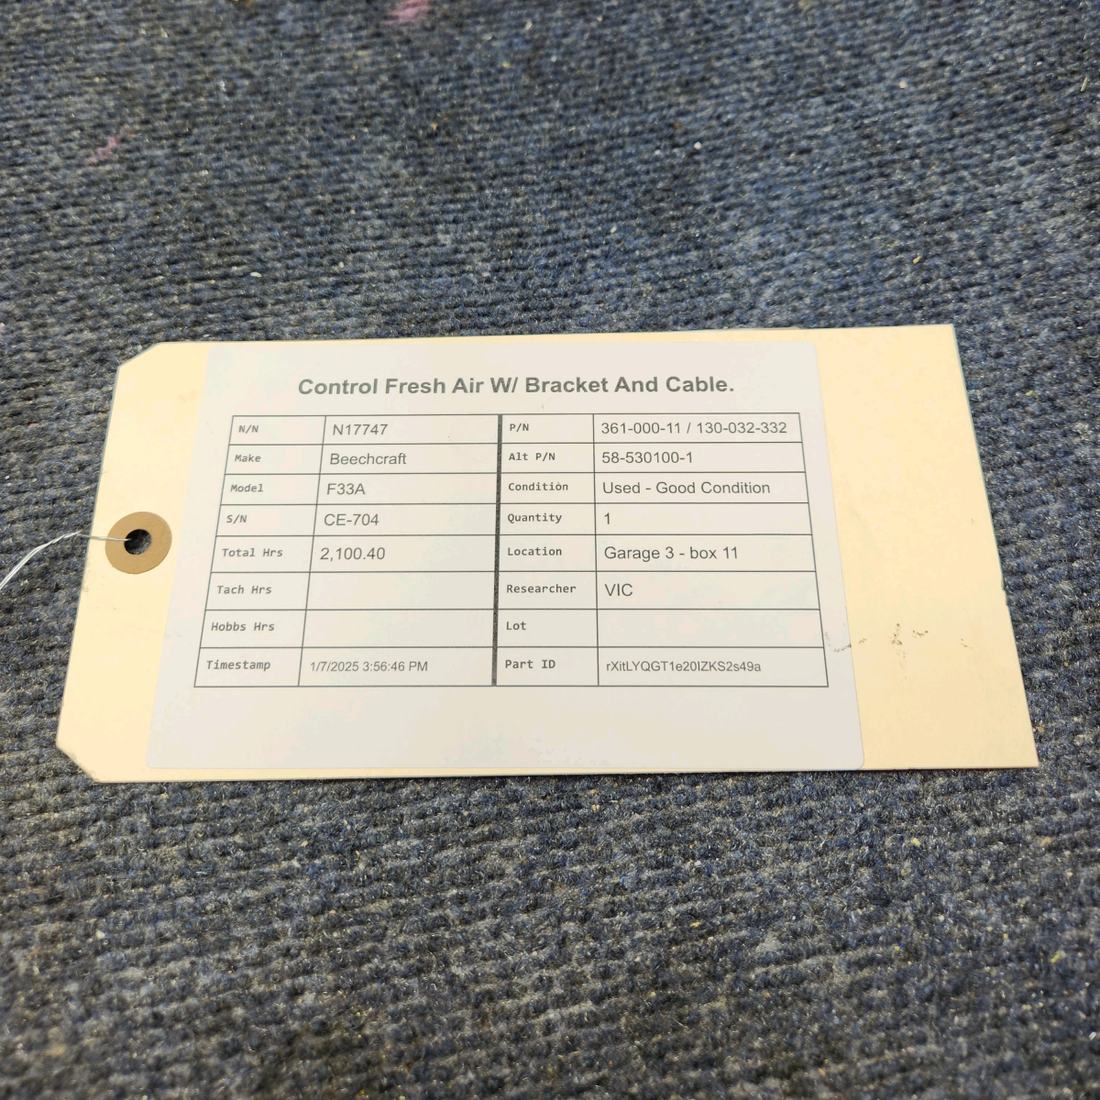 Control Fresh Air W/ Bracket And Cable.
N/N N17747 P/N 361-000-11 / 130-032-332
Make Beechcraft Alt P/N 58-530100-1
Model F33A Condition Used - Good Condition
S/N CE-704 Quantity 1
Total Hrs 2,100.40 Location Garage 3 - box 11
Tach Hrs Researcher VIC
Hobbs Hrs Lot
Timestamp 1/7/2025 3:56:46 PM Part ID rXitLYQGT1e20IZKS2s49a